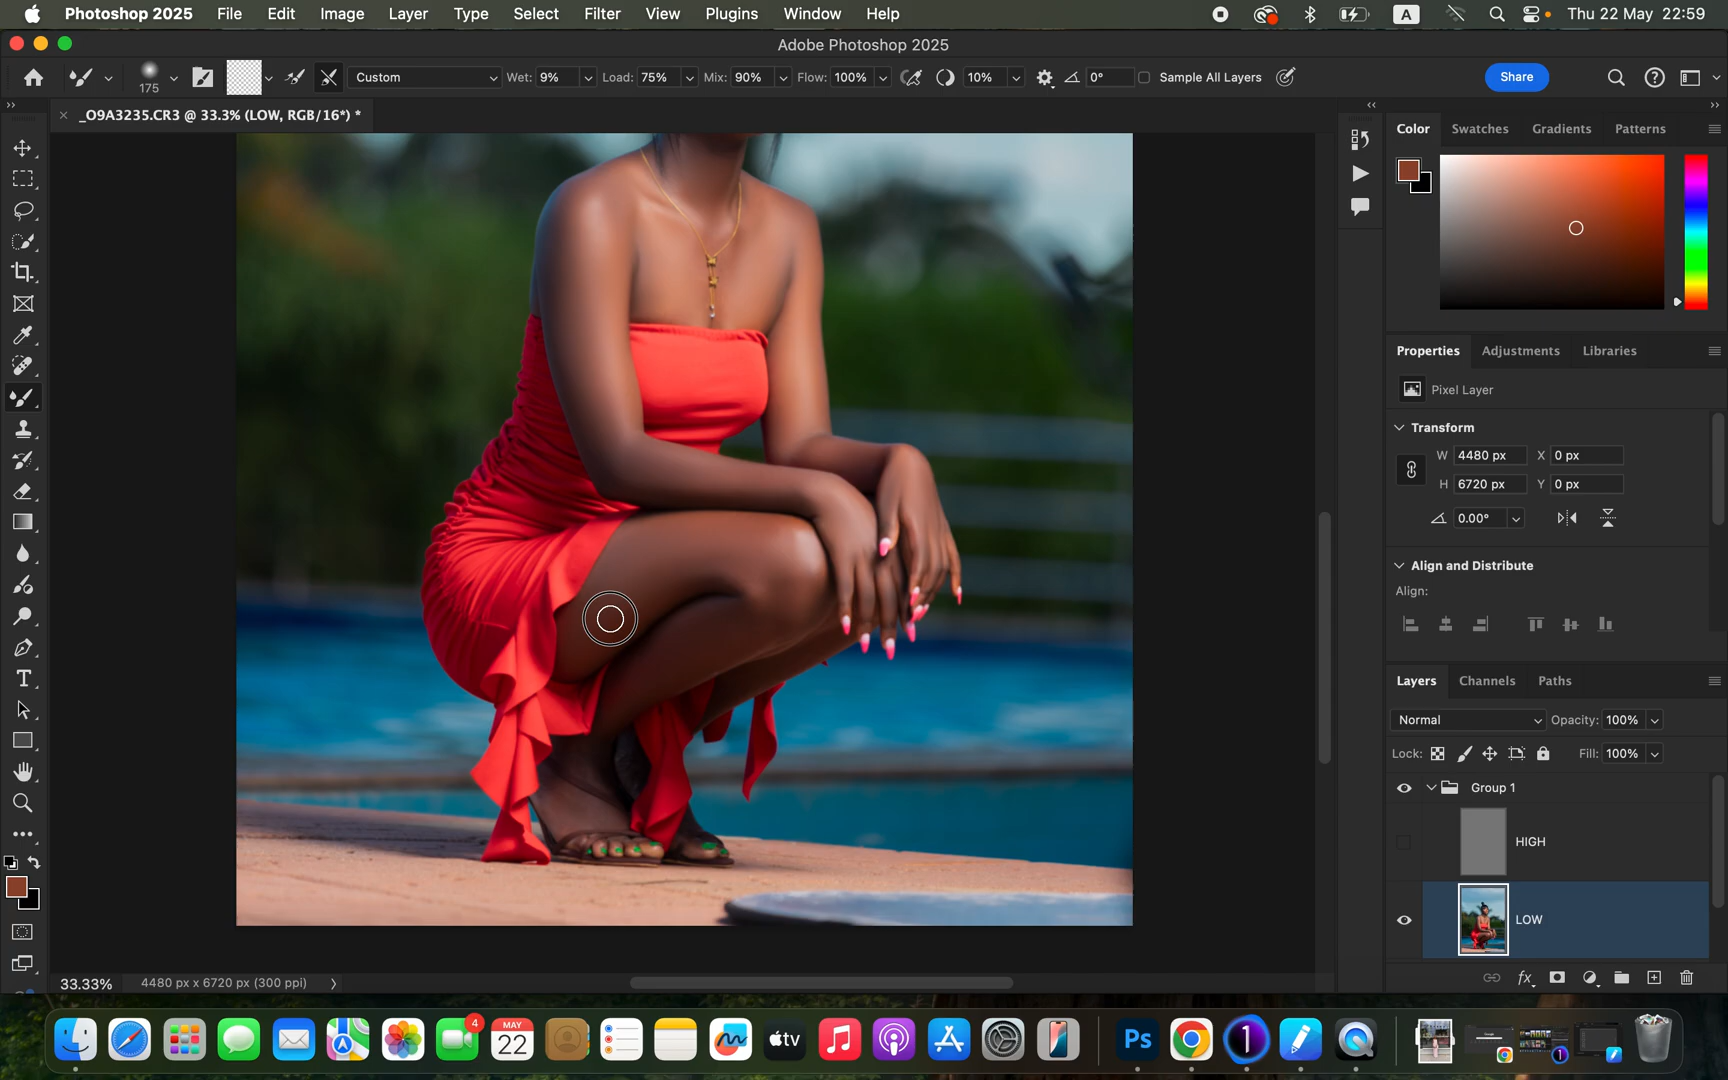 Photoshop 2025 File Edit Image Layer Type Select Filter View Plugins Window Help A Thu 22 May 22:59
Adobe Photoshop 2025
175 Custom Wet: 9% Load: 75% Mix: 90% Flow: 100% 10% 0° Sample All Layers Share
_O9A3235.CR3 @ 33.3% (LOW, RGB/16*) *
Color Swatches Gradients Patterns
Properties Adjustments Libraries
Pixel Layer
Transform
W 4480 px X 0 px
H 6720 px Y 0 px
0.00°
Align and Distribute
Align:
Layers Channels Paths
Normal Opacity: 100%
Lock: Fill: 100%
Group 1
HIGH
LOW
T
fx
33.33% 4480 px x 6720 px (300 ppi)
4
MAY
22
tv
Ps
1